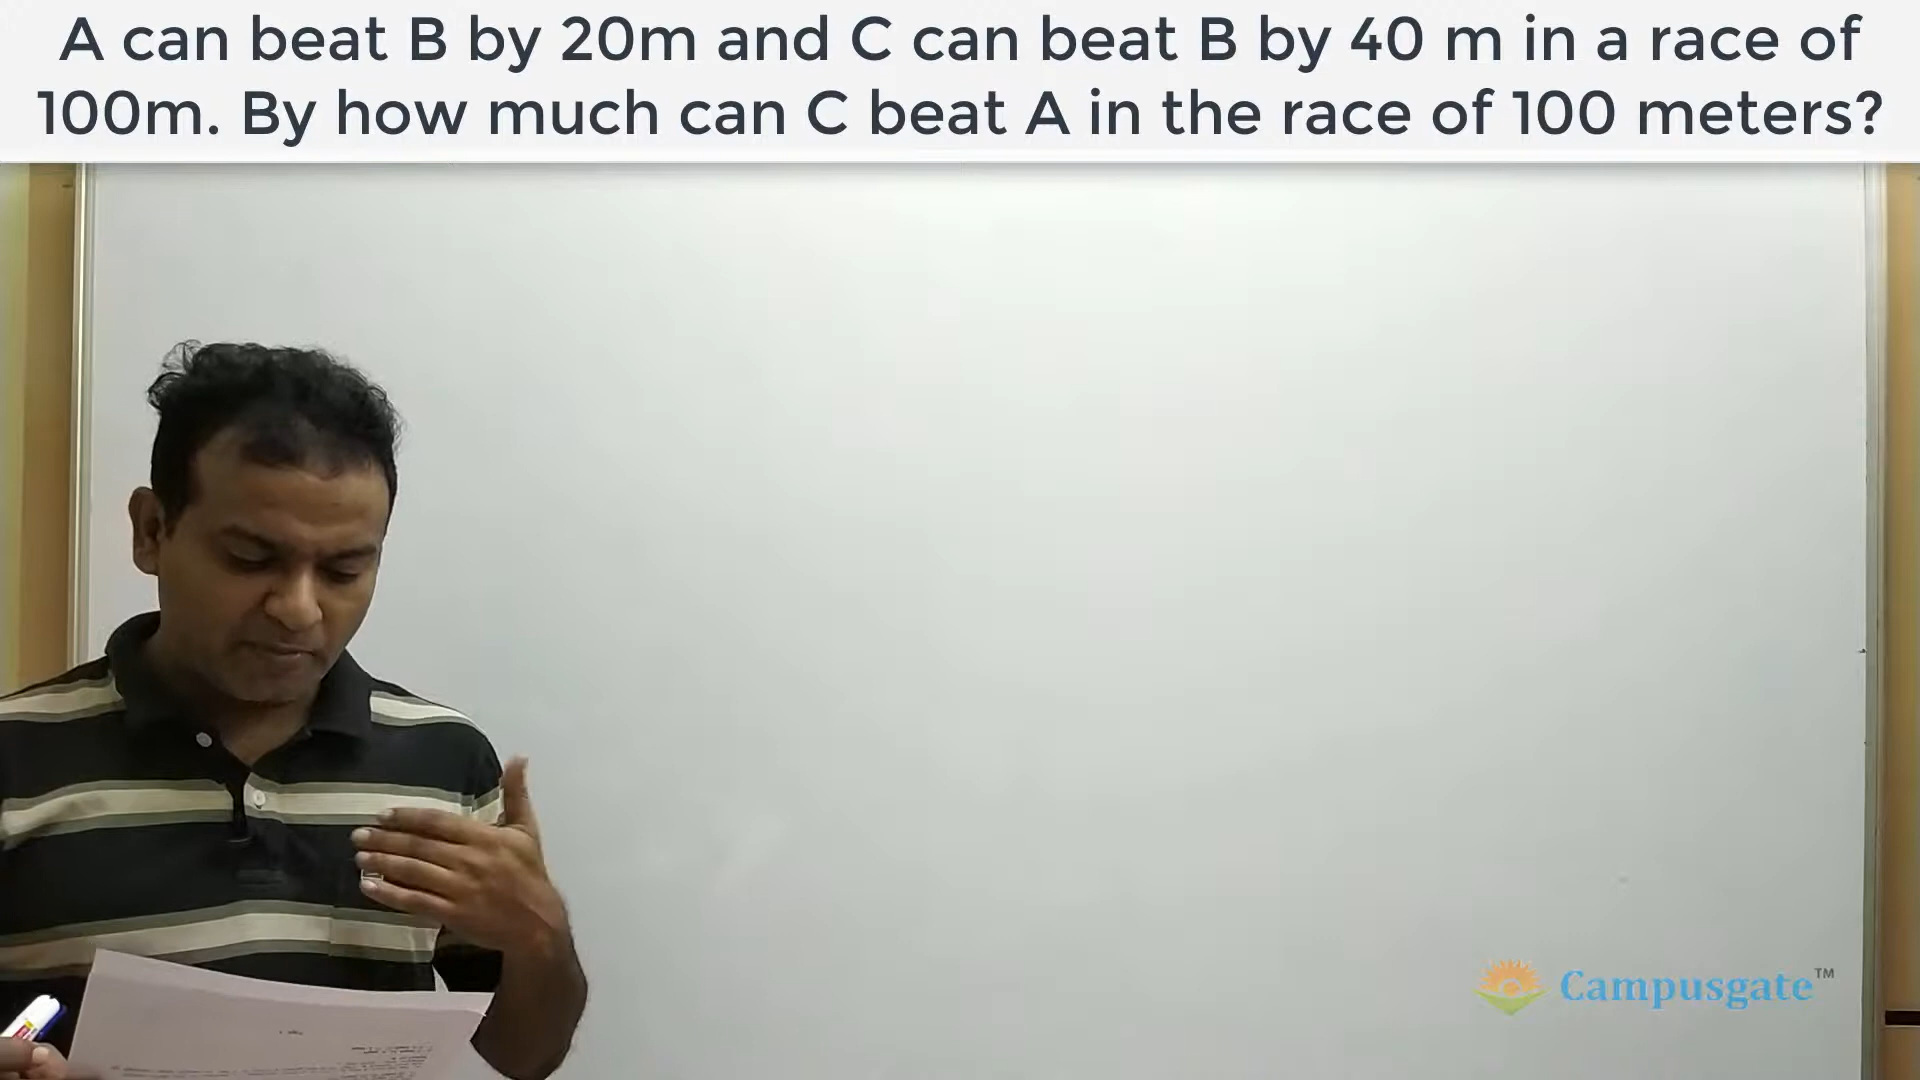 A can beat B by 20m and C can beat B by 40 m in a race of
100m. By how much can C beat A in the race of 100 meters?
Campusgate™